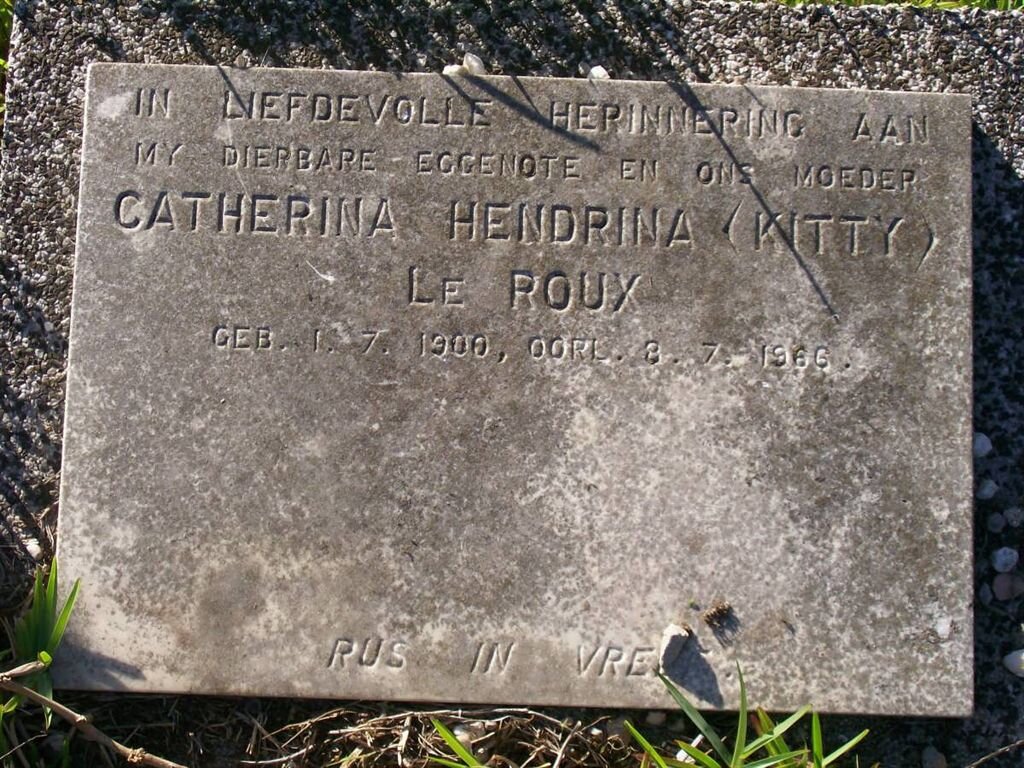 IN LIEFDEVOLLE HERINNERING AAN
MY DIERBARE EGGENOTE EN ONS MOEDER
CATHERINA HENDRINA (KITTY)
LE ROUX
GEB. 1. 7. 1900, OORL. 8. 7. 1966.
RUS IN VRE